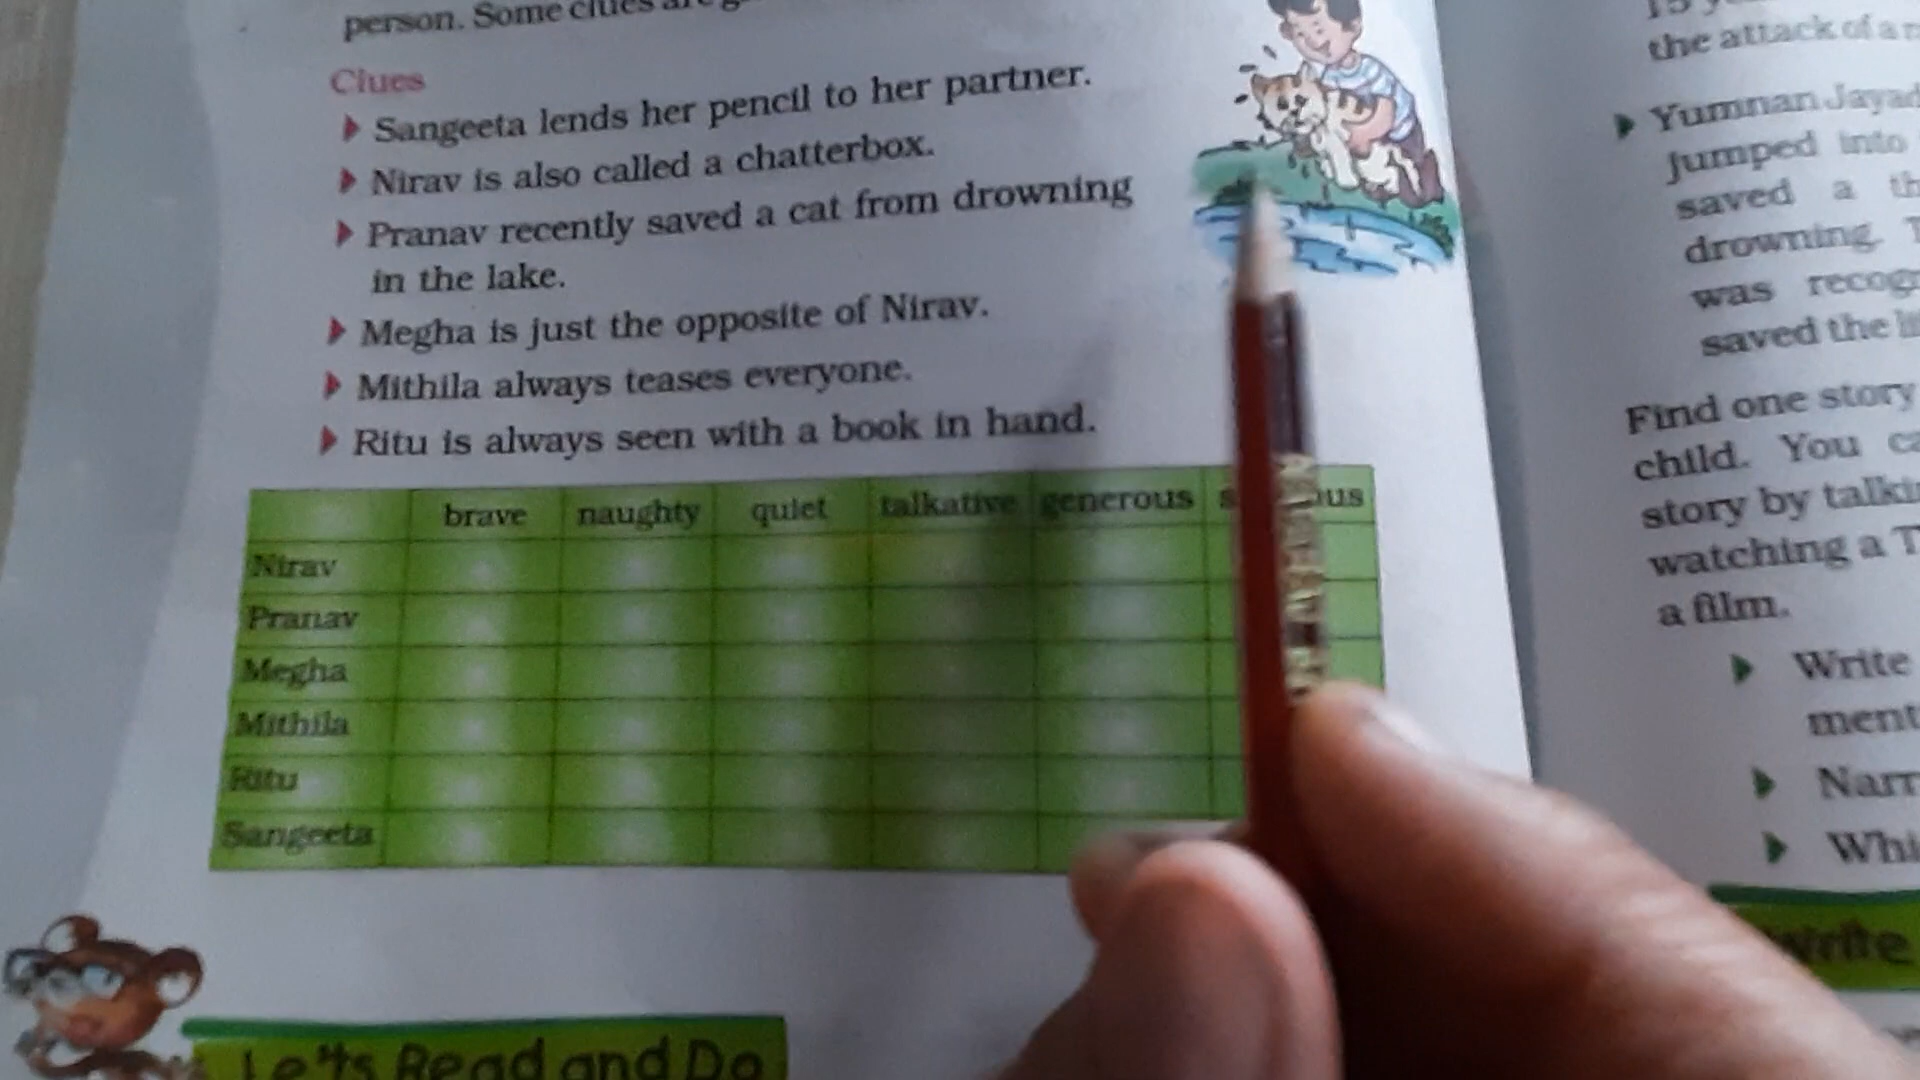 person. Some clues are
Clues
Sangeeta lends her pencil to her partner.
Nirav is also called a chatterbox.
Pranav recently saved a cat from drowning
in the lake.
Megha is just the opposite of Nirav.
Mithila always teases everyone.
Ritu is always seen with a book in hand.
brave naughty quiet talkative generous
Nirav
Pranav
Megha
Mithila
Ritu
Sangeeta
Let's Read and Do
the attack of a
Yumnan
jumped into
saved a
drowning.
was
saved the
Find one story
child. You
story by
watching a
a film.
Write
write